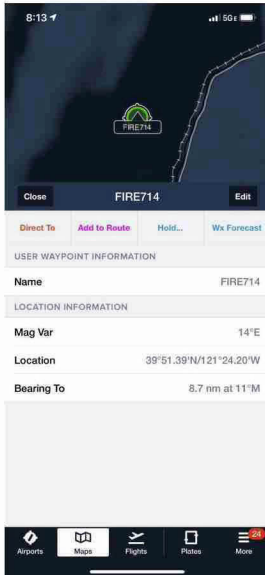 8:13
5GE
FIRE714
Close FIRE714 Edit
Direct To Add to Route Hold... Wx Forecast
USER WAYPOINT INFORMATION
Name FIRE714
LOCATION INFORMATION
Mag Var 14°E
Location 39°51.39'N/121°24.20'W
Bearing To 8.7 nm at 11°M
24
Airports Maps Flights Plates More